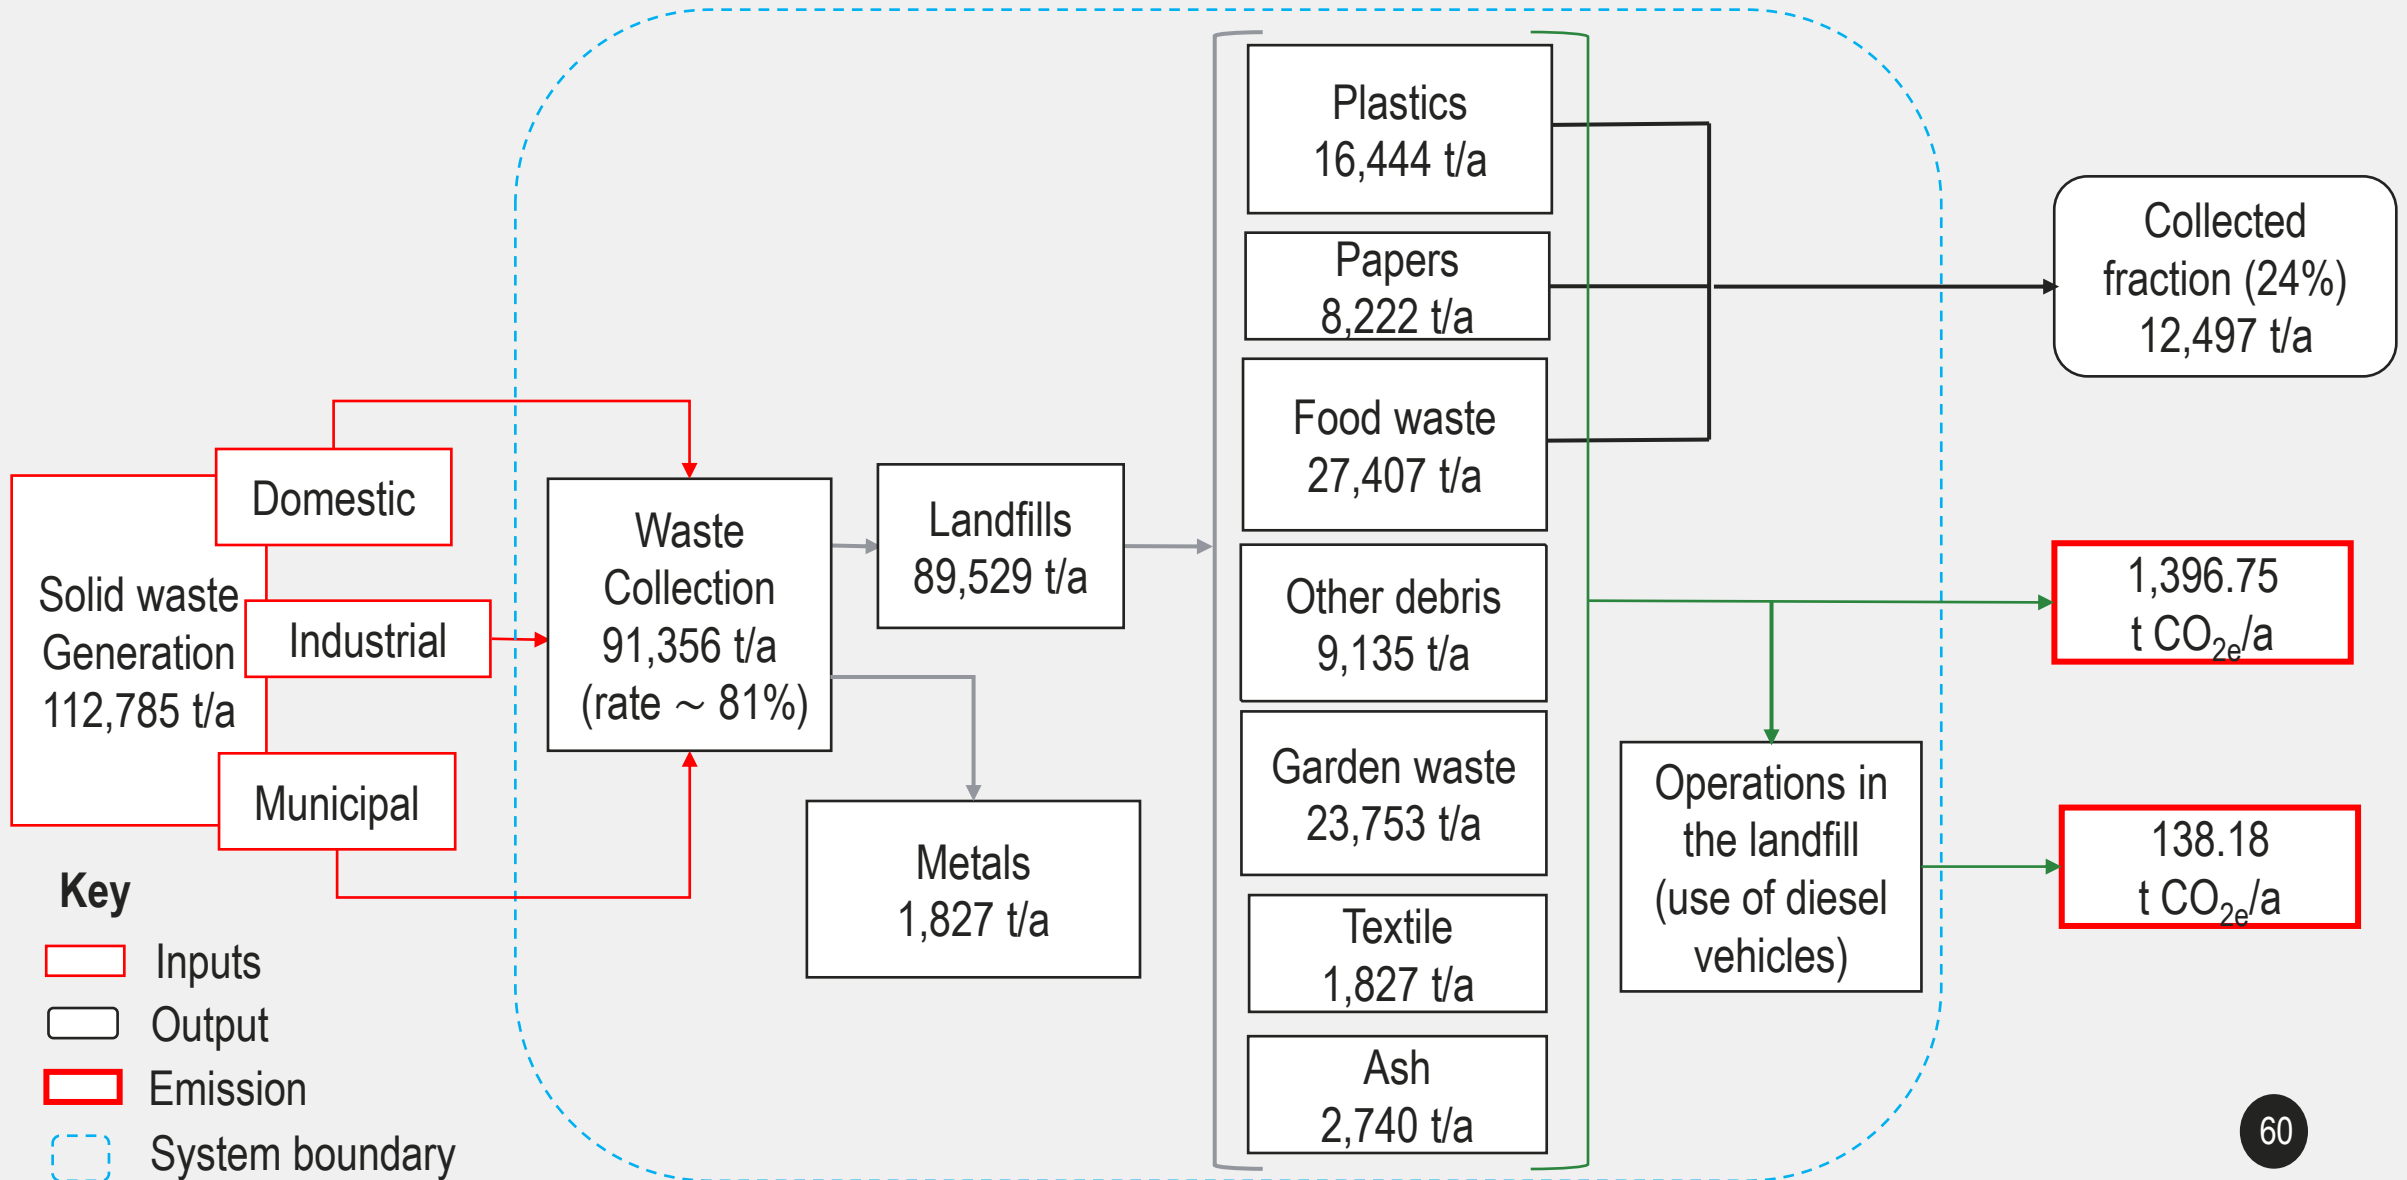 Solid waste
Generation
112,785 t/a
Domestic
Industrial
Municipal
Waste
Collection
91,356 t/a
(rate ~ 81%)
Landfills
89,529 t/a
Metals
1,827 t/a
Plastics
16,444 t/a
Papers
8,222 t/a
Food waste
27,407 t/a
Other debris
9,135 t/a
Garden waste
23,753 t/a
Textile
1,827 t/a
Ash
2,740 t/a
Operations in
the landfill
(use of diesel
vehicles)
Collected
fraction (24%)
12,497 t/a
1,396.75
t CO2e/a
138.18
t CO2e/a
Key
Inputs
Output
Emission
System boundary
60